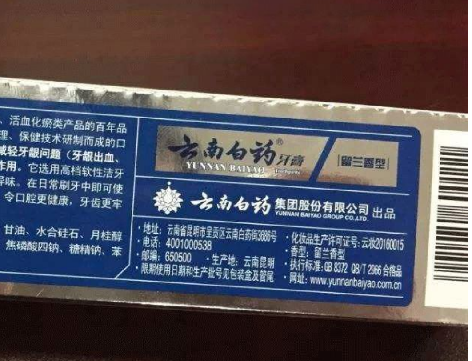 、活血化瘀类产品的百年品
理、保健技术研制而成的口
减轻牙龈问题（牙龈出血、
作用。它选用高档软性洁牙
异味。在日常刷牙中即可使
令口腔更健康，牙齿更牢
甘油、水合硅石、月桂醇
焦磷酸四钠、糖精钠、苯
云南白药牙膏
YUNNAN BAIYAO Toothpaste
留兰香型
云南白药 集团股份有限公司 出品
YUNNAN BAIYAO GROUP CO.,LTD.
·地址：云南省昆明市呈贡区云南白药街3686号
·电话：4001000538
·邮编：650500 ·生产地：云南昆明
·限期使用日期和生产批号见包装盒及管尾
·化妆品生产许可证号：云妆20160015
·香型：留兰香型
·执行标准：GB 8372 QB/T 2966 合格品
·网址：www.yunnanbaiyao.com.cn